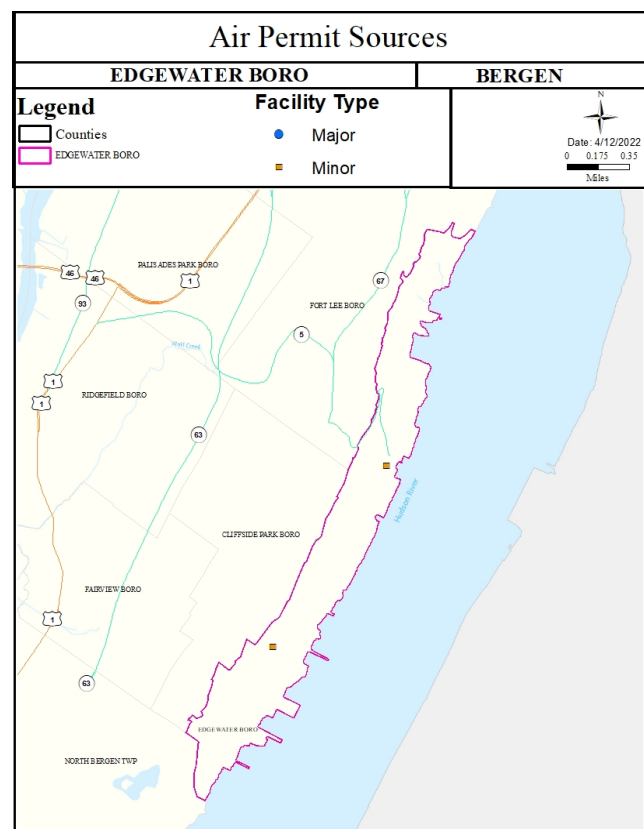 Air Permit Sources
EDGEWATER BORO
BERGEN
Legend
Counties
EDGEWATER BORO
Facility Type
Major
Minor
N
Date: 4/12/2022
0 0.175 0.35
Miles
PALISADES PARK BORO
46
46
1
93
67
FORT LEE BORO
5
Wolf Creek
1
1
RIDGEFIELD BORO
63
Hudson River
CLIFFSIDE PARK BORO
FAIRVIEW BORO
1
63
EDGEWATER BORO
NORTH BERGEN TWP